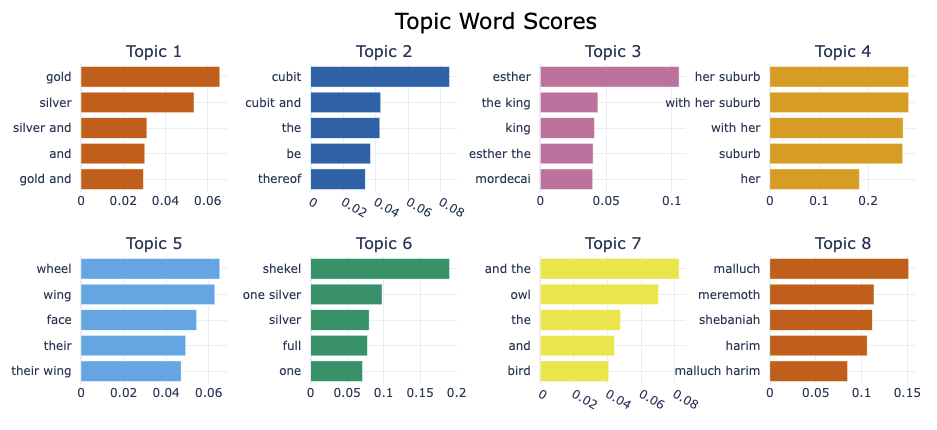 Topic Word Scores
Topic 1
gold
silver
silver and
and
gold and
0 0.02 0.04 0.06
Topic 2
cubit
cubit and
the
be
thereof
0 0.02 0.04 0.06 0.08
Topic 3
esther
the king
king
esther the
mordecai
0 0.1
Topic 4
her suburb
with her suburb
with her
suburb
her
0 0.1 0.2
Topic 5
wheel
wing
face
their
their wing
0 0.02 0.04 0.06
Topic 6
shekel
one silver
silver
full
one
0 0.05 0.1 0.15 0.2
Topic 7
and the
owl
the
and
bird
0 0.02 0.04 0.06 0.08
Topic 8
malluch
meremoth
shebaniah
harim
malluch harim
0 0.05 0.1 0.15